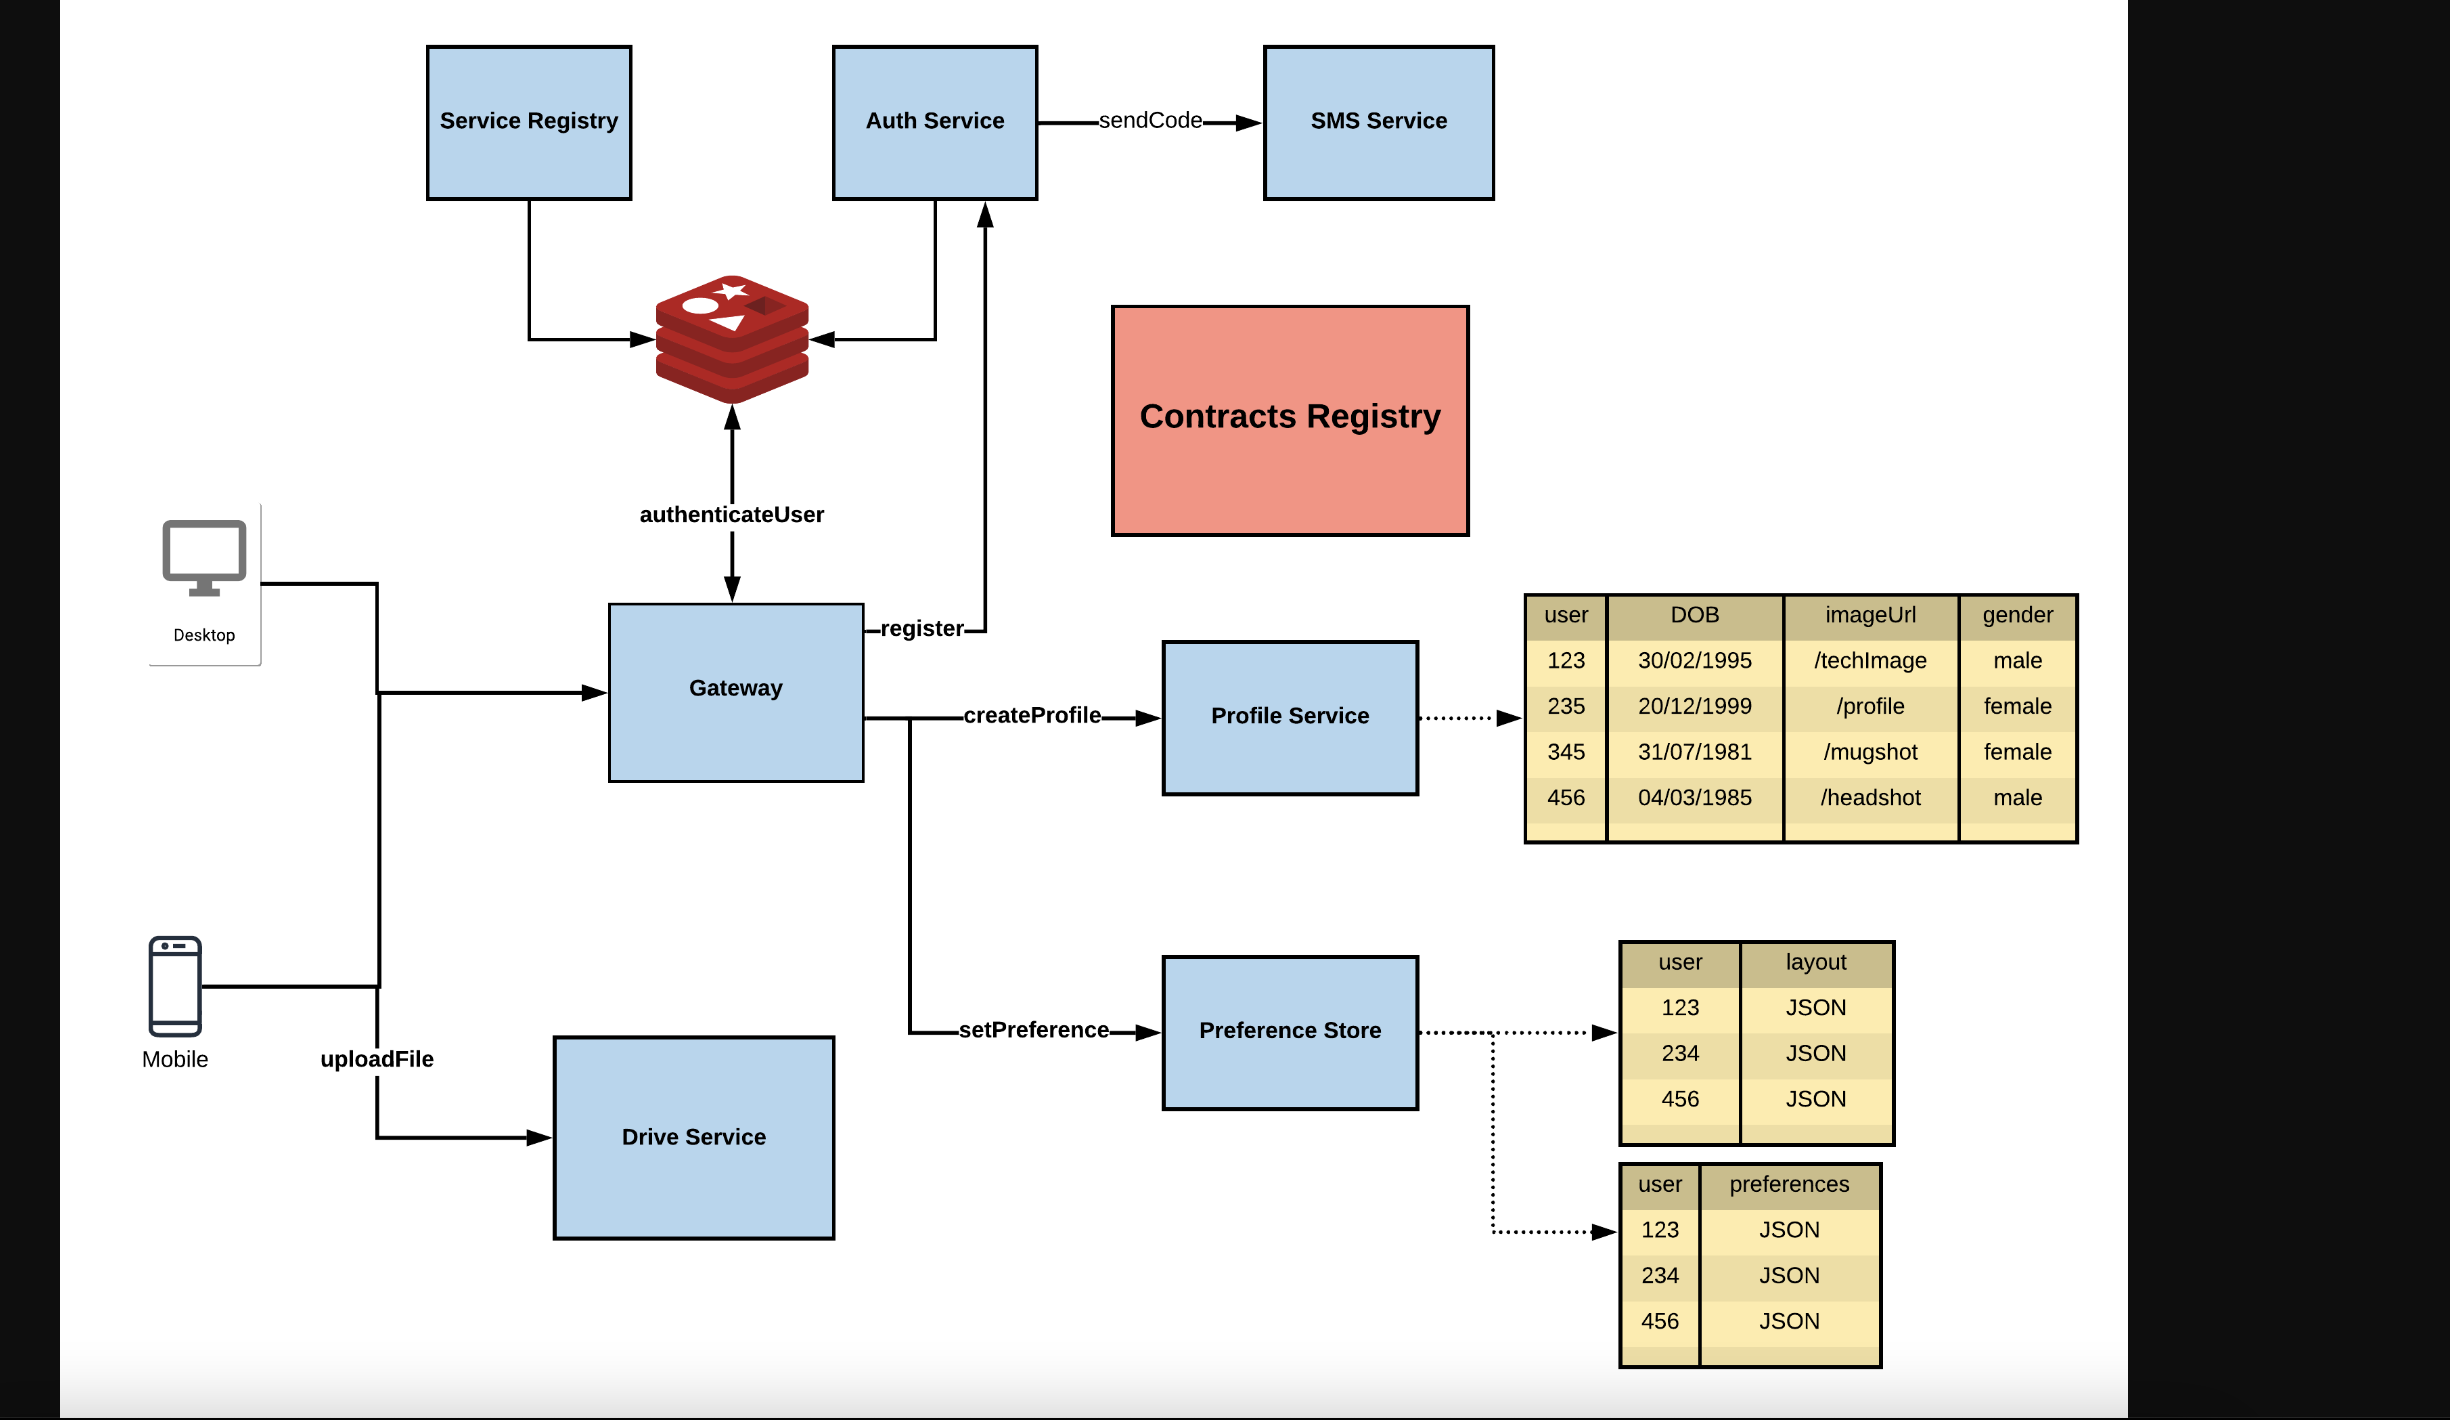 Service Registry
Auth Service
sendCode
SMS Service
Contracts Registry
authenticateUser
Desktop
Gateway
register
createProfile
Profile Service
user DOB imageUrl gender
123 30/02/1995 /techImage male
235 20/12/1999 /profile female
345 31/07/1981 /mugshot female
456 04/03/1985 /headshot male
Mobile
uploadFile
Drive Service
setPreference
Preference Store
user layout
123 JSON
234 JSON
456 JSON
user preferences
123 JSON
234 JSON
456 JSON